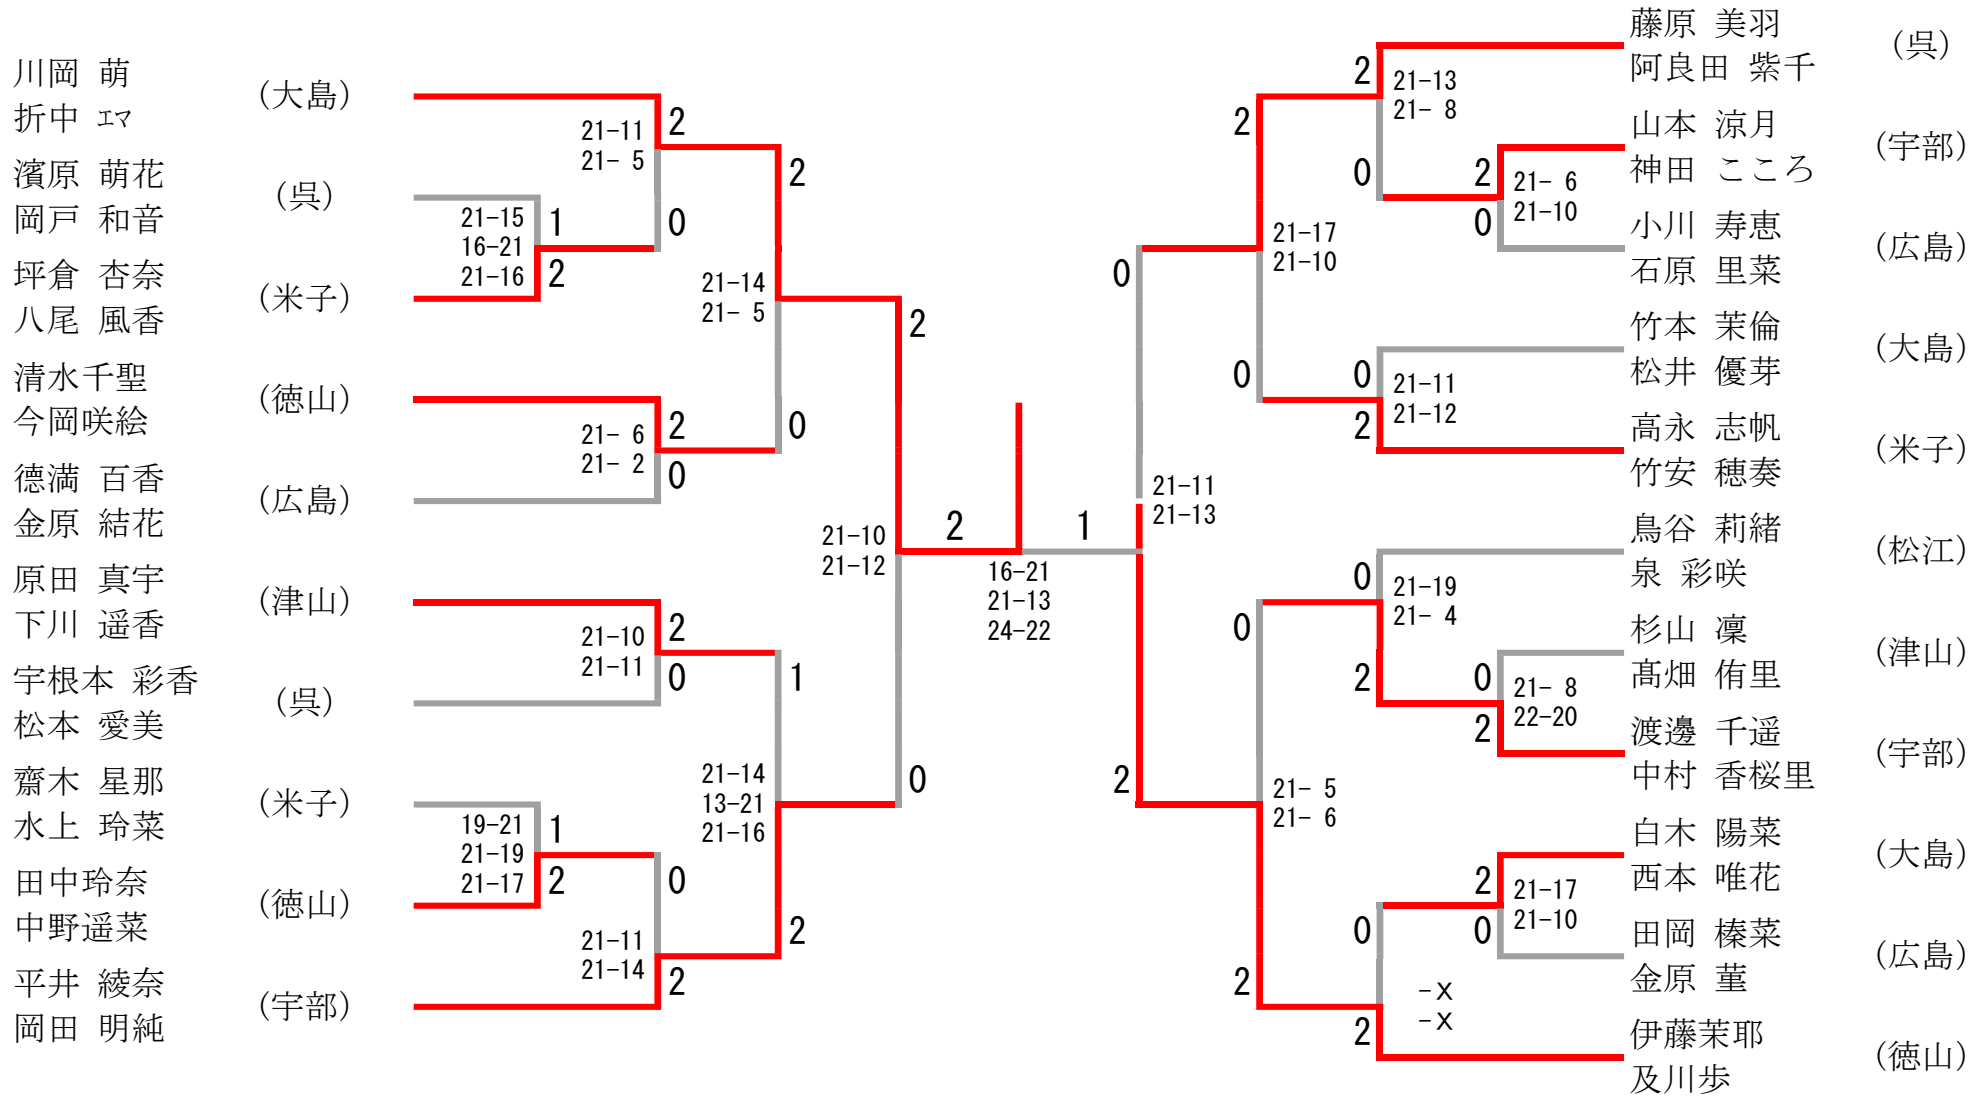 川岡 萌
折中 エマ
(大島)
濱原 萌花
岡戸 和音
(呉)
坪倉 杏奈
八尾 風香
(米子)
清水千聖
今岡咲絵
(徳山)
德満 百香
金原 結花
(広島)
原田 真宇
下川 遥香
(津山)
宇根本 彩香
松本 愛美
(呉)
齋木 星那
水上 玲菜
(米子)
田中玲奈
中野遥菜
(徳山)
平井 綾奈
岡田 明純
(宇部)
21-15
16-21
21-16
1
2
19-21
21-19
21-17
1
2
21-11
21- 5
2
0
21- 6
21- 2
2
0
21-10
21-11
2
0
21-11
21-14
0
2
21-14
21- 5
2
0
21-14
13-21
21-16
1
2
21-10
21-12
2
0
2
1
16-21
21-13
24-22
0
2
21-11
21-13
2
0
21-17
21-10
0
2
21- 5
21- 6
2
0
21-13
21- 8
0
2
21-11
21-12
0
2
21-19
21- 4
0
2
-X
-X
2
0
21- 6
21-10
0
2
21- 8
22-20
2
0
21-17
21-10
藤原 美羽
阿良田 紫千
(呉)
山本 涼月
神田 こころ
(宇部)
小川 寿恵
石原 里菜
(広島)
竹本 茉倫
松井 優芽
(大島)
高永 志帆
竹安 穂奏
(米子)
鳥谷 莉緒
泉 彩咲
(松江)
杉山 凜
髙畑 侑里
(津山)
渡邊 千遥
中村 香桜里
(宇部)
白木 陽菜
西本 唯花
(大島)
田岡 榛菜
金原 菫
(広島)
伊藤茉耶
及川歩
(徳山)